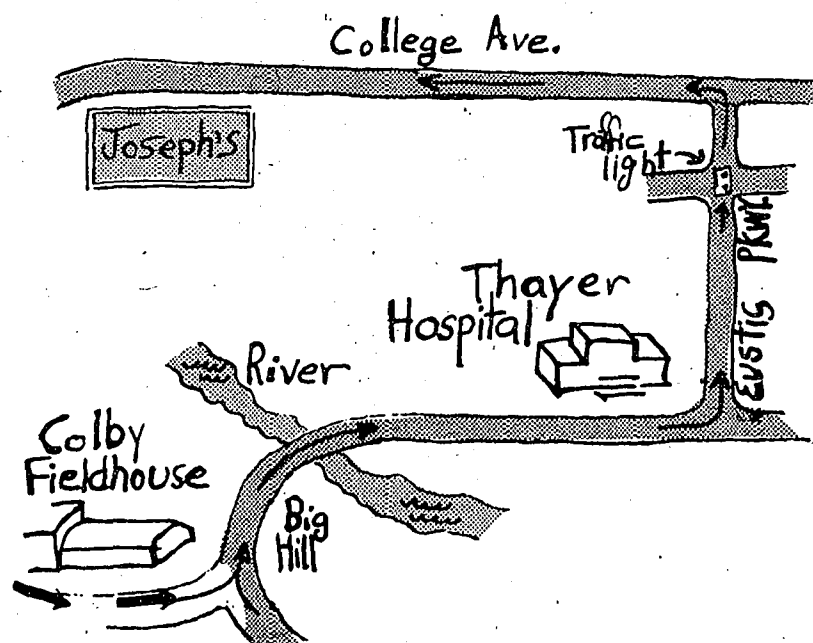 College Ave.
Joseph's
Traffic
light
Eustis Pkwy.
Thayer
Hospital
River
Colby
Fieldhouse
Big
Hill